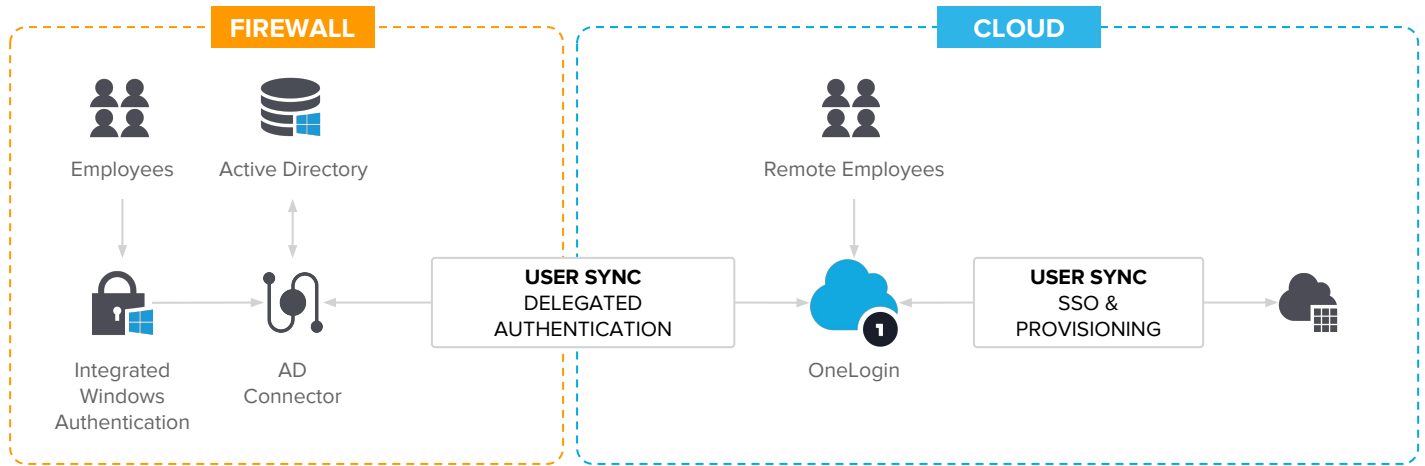 FIREWALL
CLOUD
Employees
Active Directory
Remote Employees
USER SYNC
DELEGATED
AUTHENTICATION
USER SYNC
SSO &
PROVISIONING
1
Integrated
Windows
Authentication
AD
Connector
OneLogin